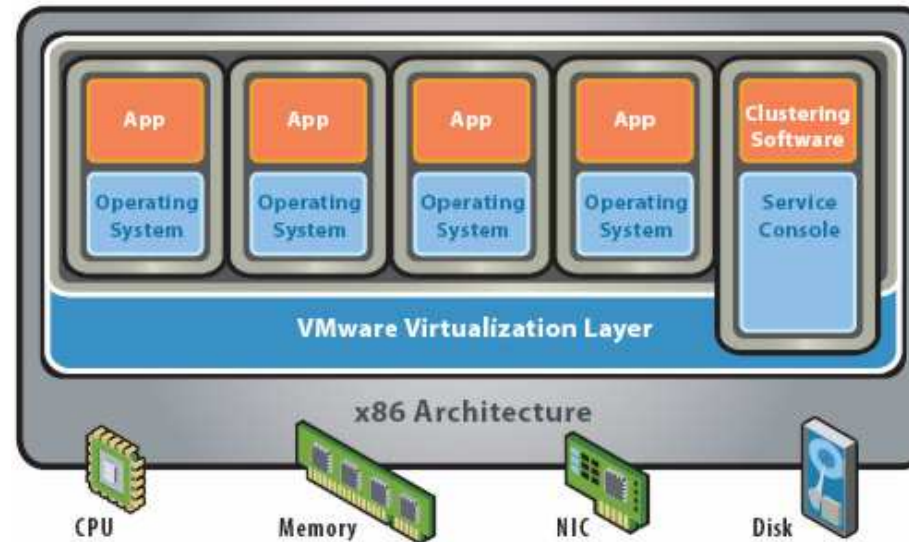 App
App
App
App
Clustering
Software
Operating
System
Operating
System
Operating
System
Operating
System
Service
Console
VMware Virtualization Layer
x86 Architecture
CPU
Memory
NIC
Disk